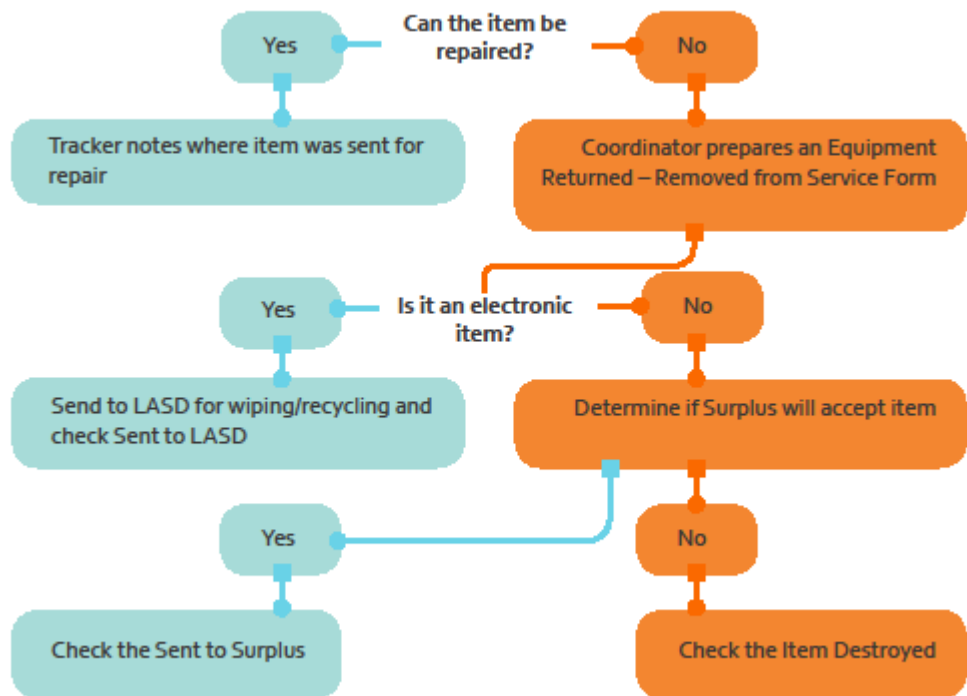 Can the item be
repaired?
Yes
No
Tracker notes where item was sent for
repair
Coordinator prepares an Equipment
Returned – Removed from Service Form
Is it an electronic
item?
Yes
No
Send to LASD for wiping/recycling and
check Sent to LASD
Determine if Surplus will accept item
Yes
No
Check the Sent to Surplus
Check the Item Destroyed